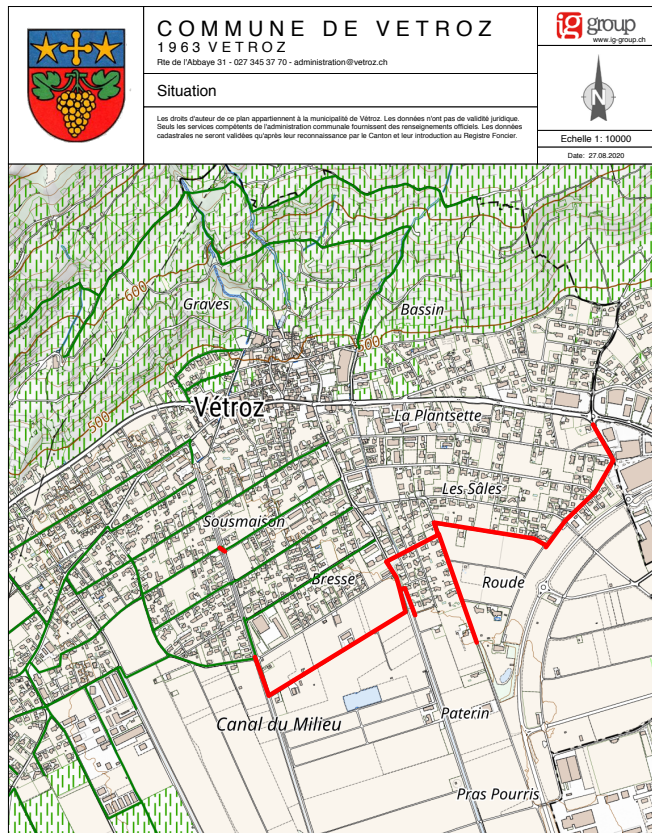 COMMUNE DE VETROZ
1963 VETROZ
Rte de l'Abbaye 31 - 027 345 37 70 - administration@vetroz.ch
Situation
Les droits d'auteur de ce plan appartiennent à la municipalité de Vétroz. Les données n'ont pas de validité juridique.
Seuls les services compétents de l'administration communale fournissent des renseignements officiels. Les données
cadastrales ne seront validées qu'après leur reconnaissance par le Canton et leur introduction au Registre Foncier.
ig group
www.ig-group.ch
N
Echelle 1: 10000
Date: 27.08.2020
600
Graves
Bassin
500
500
Vétroz
La Plantsette
Les Sâles
Sousmaison
Bresse
Roude
Canal du Milieu
Paterin
Pras Pourris